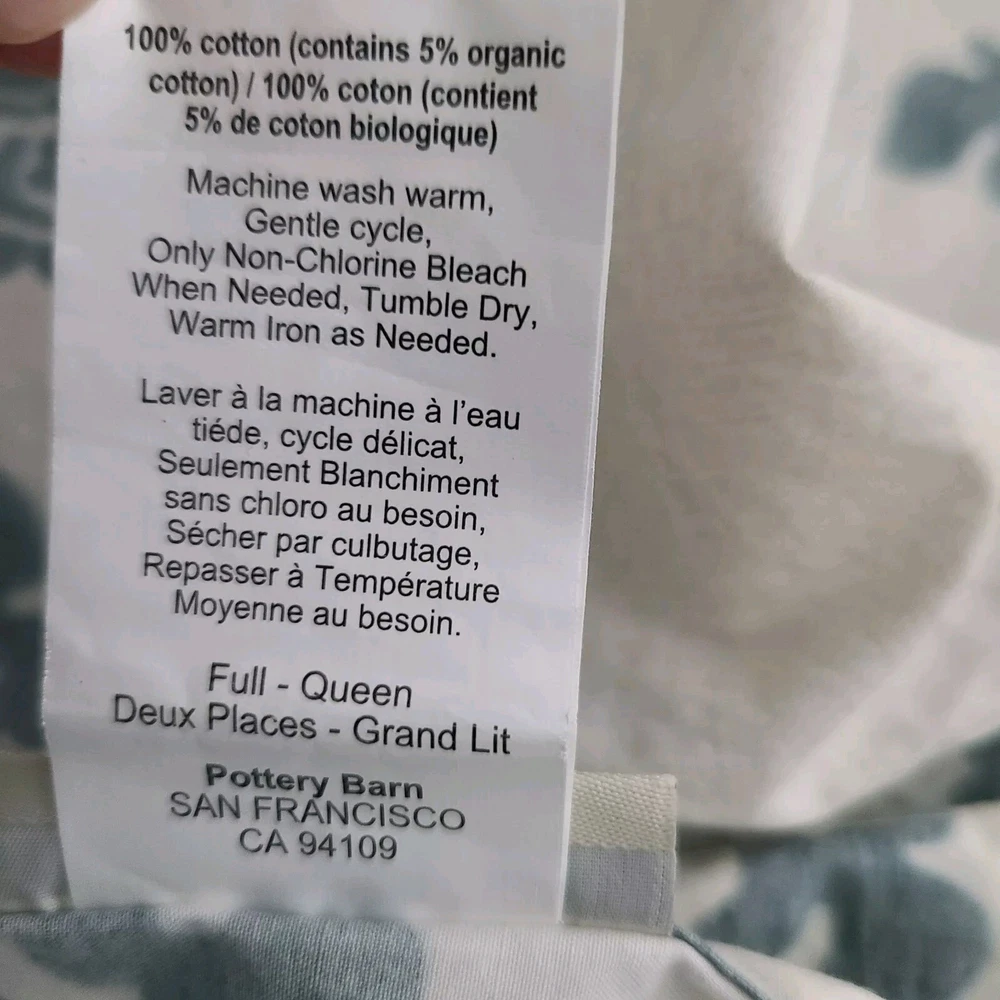 100% cotton (contains 5% organic
cotton) / 100% coton (contient
5% de coton biologique)
Machine wash warm,
Gentle cycle,
Only Non-Chlorine Bleach
When Needed, Tumble Dry,
Warm Iron as Needed.
Laver à la machine à l'eau
tiéde, cycle délicat,
Seulement Blanchiment
sans chloro au besoin,
Sécher par culbutage,
Repasser à Température
Moyenne au besoin.
Full - Queen
Deux Places - Grand Lit
Pottery Barn
SAN FRANCISCO
CA 94109